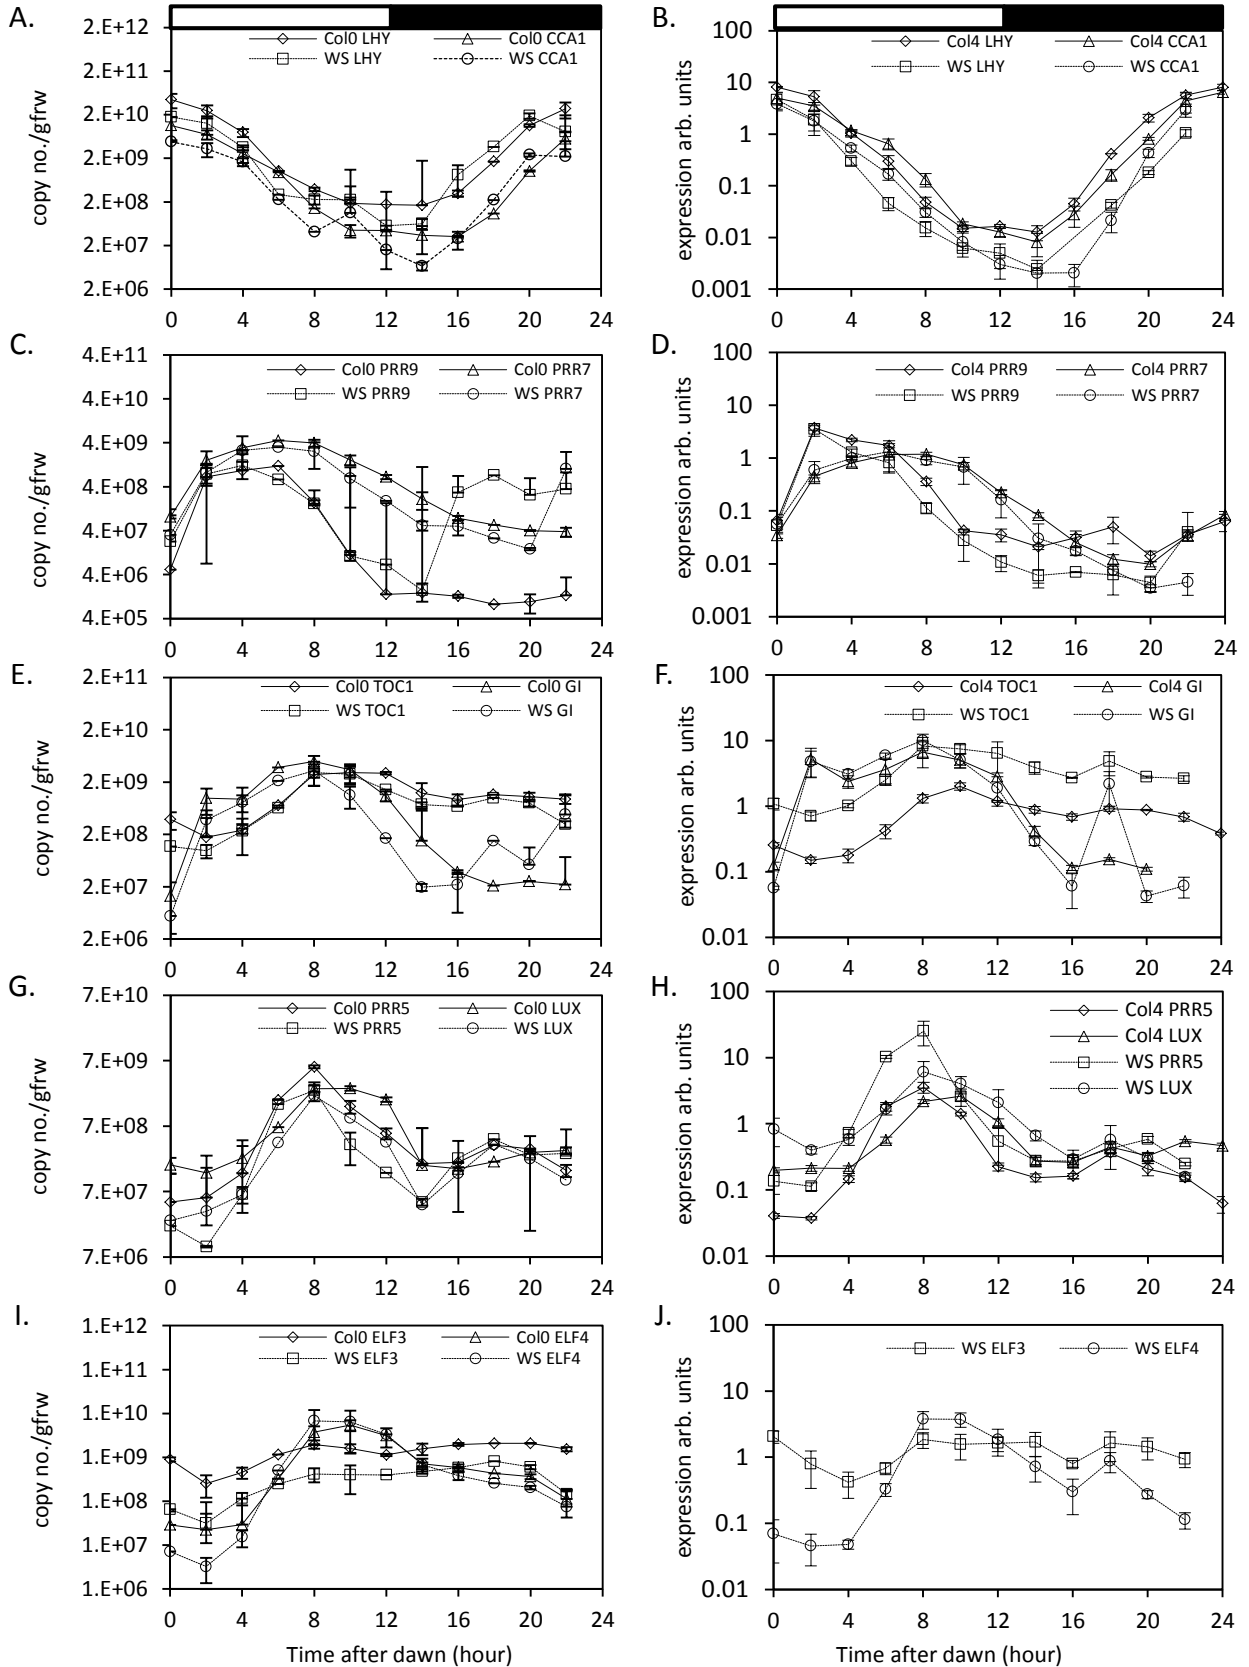 A.
copy no./gfrw
2.E+12
2.E+11
2.E+10
2.E+09
2.E+08
2.E+07
2.E+06
Col0 LHY
Col0 CCA1
WS LHY
WS CCA1
0 4 8 12 16 20 24
B.
expression arb. units
100
10
1
0.1
0.01
0.001
Col4 LHY
Col4 CCA1
WS LHY
WS CCA1
0 4 8 12 16 20 24
C.
copy no./gfrw
4.E+11
4.E+10
4.E+09
4.E+08
4.E+07
4.E+06
4.E+05
Col0 PRR9
Col0 PRR7
WS PRR9
WS PRR7
0 4 8 12 16 20 24
D.
expression arb. units
100
10
1
0.1
0.01
0.001
Col4 PRR9
Col4 PRR7
WS PRR9
WS PRR7
0 4 8 12 16 20 24
E.
copy no./gfrw
2.E+11
2.E+10
2.E+09
2.E+08
2.E+07
2.E+06
Col0 TOC1
Col0 GI
WS TOC1
WS GI
0 4 8 12 16 20 24
F.
expression arb. units
100
10
1
0.1
0.01
Col4 TOC1
Col4 GI
WS TOC1
WS GI
0 4 8 12 16 20 24
G.
copy no./gfrw
7.E+10
7.E+09
7.E+08
7.E+07
7.E+06
Col0 PRR5
Col0 LUX
WS PRR5
WS LUX
0 4 8 12 16 20 24
H.
expression arb. units
100
10
1
0.1
0.01
Col4 PRR5
Col4 LUX
WS PRR5
WS LUX
0 4 8 12 16 20 24
I.
copy no./gfrw
1.E+12
1.E+11
1.E+10
1.E+09
1.E+08
1.E+07
1.E+06
Col0 ELF3
Col0 ELF4
WS ELF3
WS ELF4
0 4 8 12 16 20 24
Time after dawn (hour)
J.
expression arb. units
100
10
1
0.1
0.01
WS ELF3
WS ELF4
0 4 8 12 16 20 24
Time after dawn (hour)